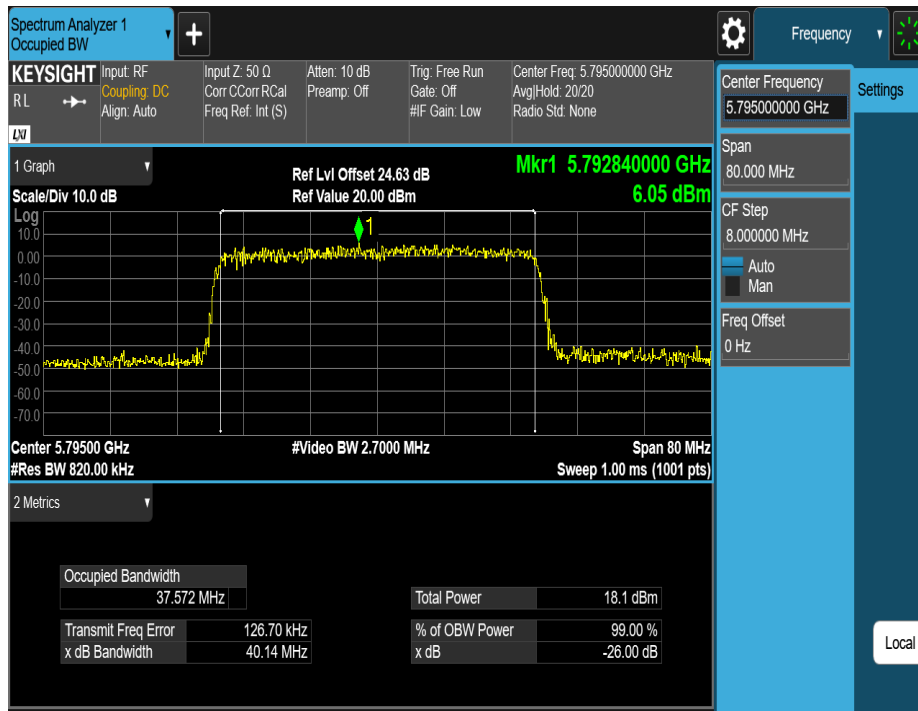 Spectrum Analyzer 1
Occupied BW
+
Frequency
KEYSIGHT
RL
LXI
Input: RF
Coupling: DC
Align: Auto
Input Z: 50 Ω
Corr CCorr RCal
Freq Ref: Int (S)
Atten: 10 dB
Preamp: Off
Trig: Free Run
Gate: Off
#IF Gain: Low
Center Freq: 5.795000000 GHz
Avg|Hold: 20/20
Radio Std: None
Center Frequency
5.795000000 GHz
Settings
Span
80.000 MHz
CF Step
8.000000 MHz
Auto
Man
Freq Offset
0 Hz
Local
1 Graph
Scale/Div 10.0 dB
Ref Lvl Offset 24.63 dB
Ref Value 20.00 dBm
Mkr1 5.792840000 GHz
6.05 dBm
Log
1
10.0
0.00
-10.0
-20.0
-30.0
-40.0
-50.0
-60.0
-70.0
Center 5.79500 GHz
#Video BW 2.7000 MHz
Span 80 MHz
#Res BW 820.00 kHz
Sweep 1.00 ms (1001 pts)
2 Metrics
Occupied Bandwidth
37.572 MHz
Total Power 18.1 dBm
Transmit Freq Error 126.70 kHz
% of OBW Power 99.00 %
x dB Bandwidth 40.14 MHz
x dB -26.00 dB